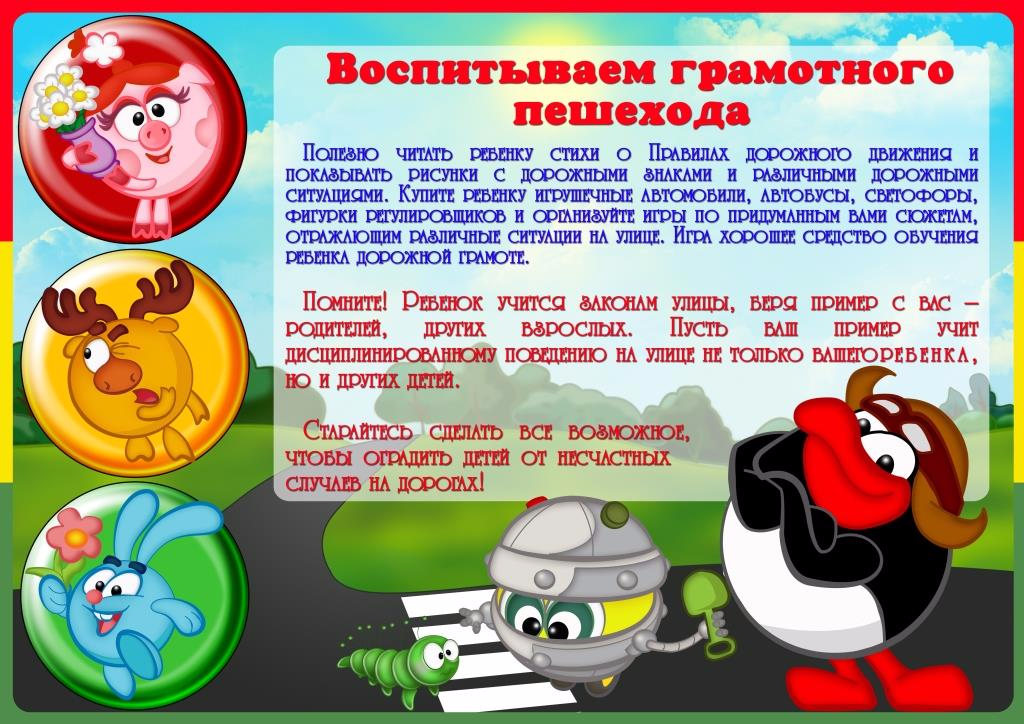 Воспитываем грамотного
пешехода
Полезно читать ребенку стихи о Правилах дорожного движения и
показывать рисунки с дорожными знаками и различными дорожными
ситуациями. Купите ребенку игрушечные автомобили, автобусы, светофоры,
фигурки регулировщиков и организуйте игры по придуманным вами сюжетам,
отражающим различные ситуации на улице. Игра хорошее средство обучения
ребенка дорожной грамоте.
Помните! Ребенок учится законам улицы, беря пример с вас –
родителей, других взрослых. Пусть ваш пример учит
дисциплинированному поведению на улице не только вашегоребенка,
но и других детей.
Старайтесь сделать все возможное,
чтобы оградить детей от несчастных
случаев на дорогах!